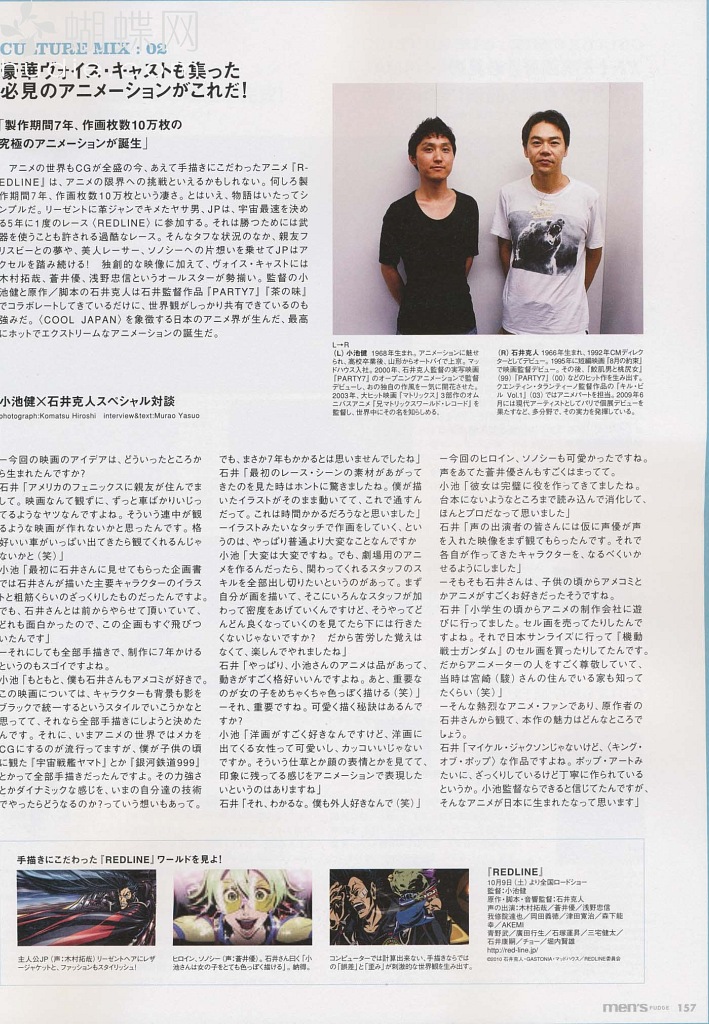 蝴蝶网
CULTURE MIX : 02
豪華ヴォイス・キャストも集った
必見のアニメーションがこれだ!
「製作期間7年、作画枚数10万枚の
究極のアニメーションが誕生」
アニメの世界もCGが全盛の今、あえて手描きにこだわったアニメ『R-
EDLINE』は、アニメの限界への挑戦といえるかもしれない。何しろ製
作期間7年、作画枚数10万枚という凄さ。とはいえ、物語はいたってシ
ンプルだ。リーゼントに革ジャンでキメたヤサ男、JPは、宇宙最速を決め
る5年に1度のレース〈REDLINE〉に参加する。それは勝つためには武
器を使うことも許される過酷なレース。そんなタフな状況のなか、親友フ
リスビーとの夢や、美人レーサー、ソノシーへの片想いを乗せてJPはア
クセルを踏み続ける! 独創的な映像に加えて、ヴォイス・キャストには
木村拓哉、蒼井優、浅野忠信というオールスターが勢揃い。監督の小
池健と原作/脚本の石井克人は石井監督作品『PARTY7』『茶の味』
でコラボレートしてきているだけに、世界観がしっかり共有できているのも
強みだ。〈COOL JAPAN〉を象徴する日本のアニメ界が生んだ、最高
にホットでエクストリームなアニメーションの誕生だ。
L→R
(L) 小池健 1968年生まれ。アニメーションに魅せ
られ、高校卒業後、山形からオートバイで上京。マ
ッドハウス入社。2000年、石井克人監督の実写映画
『PARTY7』のオープニングアニメーションで監督
デビューし、お の独自の作風を一気に開花させた。
2003年、大ヒット映画『マトリックス』3部作のオム
ニバスアニメ『兄マトリックスワールド・レコード』を
監督し、世界中にその名を知らしめる。
(R) 石井克人 1966年生まれ、1992年CMディレク
ターとしてデビュー。1995年に短編映画『8月の約束』
で映画監督デビュー。その後、『鮫肌男と桃尻女』
(99)『PARTY7』(00)などのヒット作を生み出す。
クエンティン・タランティーノ監督作品の『キル・ビ
ル Vol.1』(03)ではアニメパートを担当。2009年6
月には現代アーティストとしてパリで個展デビューを
果たすなど、多分野で、その実力を発揮している。
小池健×石井克人スペシャル対談
photograph:Komatsu Hiroshi interview&text:Murao Yasuo
ー今回の映画のアイデアは、どういったところか
ら生まれたんですか?
石井「アメリカのフェニックスに親友が住んでま
して。映画なんて観ずに、ずっと車ばかりいじっ
てるようなヤツなんですよね。そういう連中が観
るような映画が作れないかと思ったんです。格
好いい車がいっぱい出てきたら観てくれるんじゃ
ないかと(笑)」
小池「最初に石井さんに見せてもらった企画書
では石井さんが描いた主要キャラクターのイラス
トと粗筋くらいのざっくりしたものだったんですよ。
でも、石井さんとは前からやらせて頂いていて、
どれも面白かったので、この企画もすぐ飛びつ
いたんです」
ーそれにしても全部手描きで、制作に7年かける
というのもスゴイですよね。
小池「もともと、僕も石井さんもアメコミが好きで。
この映画については、キャラクターも背景も影を
ブラックで統一するというスタイルでいこうかなと
思ってて、それなら全部手描きにしようと決めた
んです。それに、いまアニメの世界ではメカを
CGにするのが流行ってますが、僕が子供の頃
に観た『宇宙戦艦ヤマト』とか『銀河鉄道999』
とかって全部手描きだったんですよ。その力強さ
とかダイナミックな感じを、いまの自分達の技術
でやったらどうなるのか?っていう想いもあって。
でも、まさか7年もかかるとは思いませんでしたね」
石井「最初のレース・シーンの素材があがっ
てきたのを見た時はホントに驚きましたね。僕が描
いたイラストがそのまま動いてて、これで通すんだ
って。これは時間かかるだろうなと思いました」
ーイラストみたいなタッチで作画をしていく、とい
うのは、やっぱり普通より大変なことなんですか
小池「大変は大変ですね。でも、劇場用のアニ
メを作るんだったら、関わってくれるスタッフのス
キルを全部出し切りたいというのがあって。まず
自分が画を描いて、そこにいろんなスタッフが加
わって密度をあげていくんですけど、そうやってど
んどん良くなっていくのを見てたら下には行きた
くないじゃないですか? だから苦労した覚えは
なくて、楽しんでやれましたね」
石井「やっぱり、小池さんのアニメは品があって、
動きがすごく格好いいんですよね。あと、重要な
のが女の子をめちゃくちゃ色っぽく描ける(笑)」
ーそれ、重要ですね。可愛く描く秘訣はあるんで
すか?
小池「洋画がすごく好きなんですけど、洋画に
出てくる女性って可愛いし、カッコいいじゃない
ですか。そういう仕草とか顔の表情とかを見てて、
印象に残ってる感じをアニメーションで表現した
いというのはありますね」
石井「それ、わかるな。僕も外人好きなんで(笑)」
ー今回のヒロイン、ソノシーも可愛かったですね。
声をあてた蒼井優さんもすごくはまってて。
小池「彼女は完璧に役を作ってきてましたね。
台本にないようなところまで読み込んで消化して、
ほんとプロだなって思いました」
石井「声の出演者の皆さんには仮に声優が声
を入れた映像をまず観てもらったんです。それで
各自が作ってきたキャラクターを、なるべくいか
せるようにしました」
ーそもそも石井さんは、子供の頃からアメコミと
かアニメがすごくお好きだったそうですね。
石井「小学生の頃からアニメの制作会社に遊
びに行ってました。セル画を売ってたりしたんで
すよね。それで日本サンライズに行って『機動
戦士ガンダム』のセル画を買ったりしてたんです。
だからアニメーターの人をすごく尊敬していて、
当時は宮崎(駿)さんの住んでいる家も知って
たくらい(笑)」
ーそんな熱烈なアニメ・ファンであり、原作者の
石井さんから観て、本作の魅力はどんなところで
しょう。
石井「マイケル・ジャクソンじゃないけど、〈キング・
オブ・ポップ〉な作品ですよね。ポップ・アートみ
たいに、ざっくりしているけど丁寧に作られている
というか。小池監督ならできると信じてたんですが、
そんなアニメが日本に生まれたなって思います」
手描きにこだわった『REDLINE』ワールドを見よ!
主人公JP(声:木村拓哉)リーゼントヘアにレザ
ージャケットと、ファッションもスタイリッシュ!
ヒロイン、ソノシー(声:蒼井優)。石井さん曰く「小
池さんは女の子をとても色っぽく描ける」。納得。
コンピューターでは計算出来ない、手描きならでは
の「誤差」と「歪み」が刺激的な世界観を生み出す。
『REDLINE』
10月9日(土)より全国ロードショー
監督:小池健
原作・脚本・音響監督:石井克人
声の出演:木村拓哉/蒼井優/浅野忠信
我修院達也/岡田義徳/津田寛治/森下能
幸/AKEMI
青野武/廣田行生/石塚運昇/三宅健太/
石井康嗣/チョー/堀内賢雄
http://red-line.jp/
©2010 石井克人・GASTONIA・マッドハウス/REDLINE委員会
men's FUDGE 157